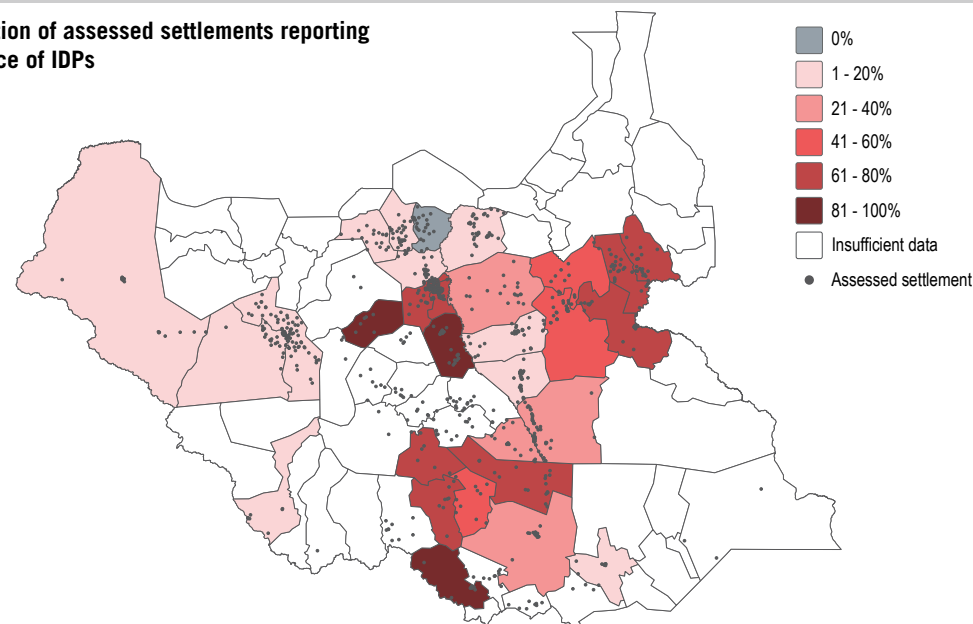 tion of assessed settlements reporting
ce of IDPs
0%
1 - 20%
21 - 40%
41 - 60%
61 - 80%
81 - 100%
Insufficient data
Assessed settlement